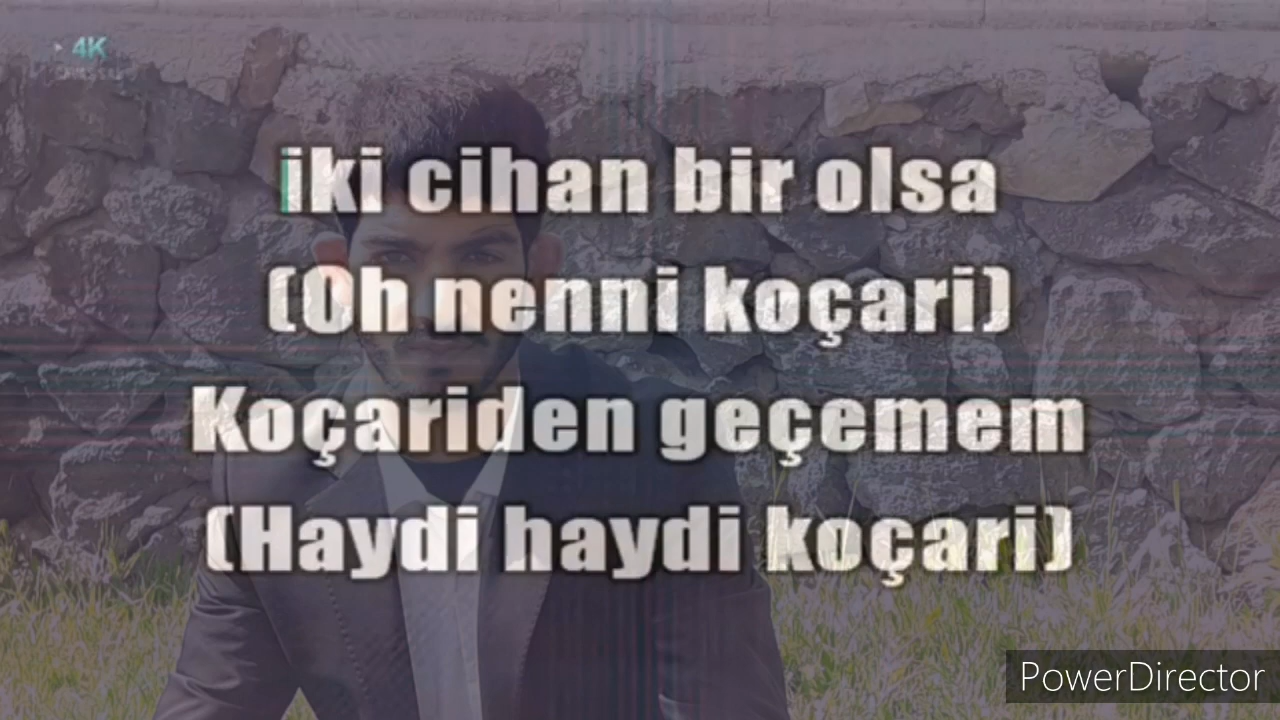 4K
iki cihan bir olsa
(Oh nenni koçari)
Koçariden geçemem
(Haydi haydi koçari)
PowerDirector